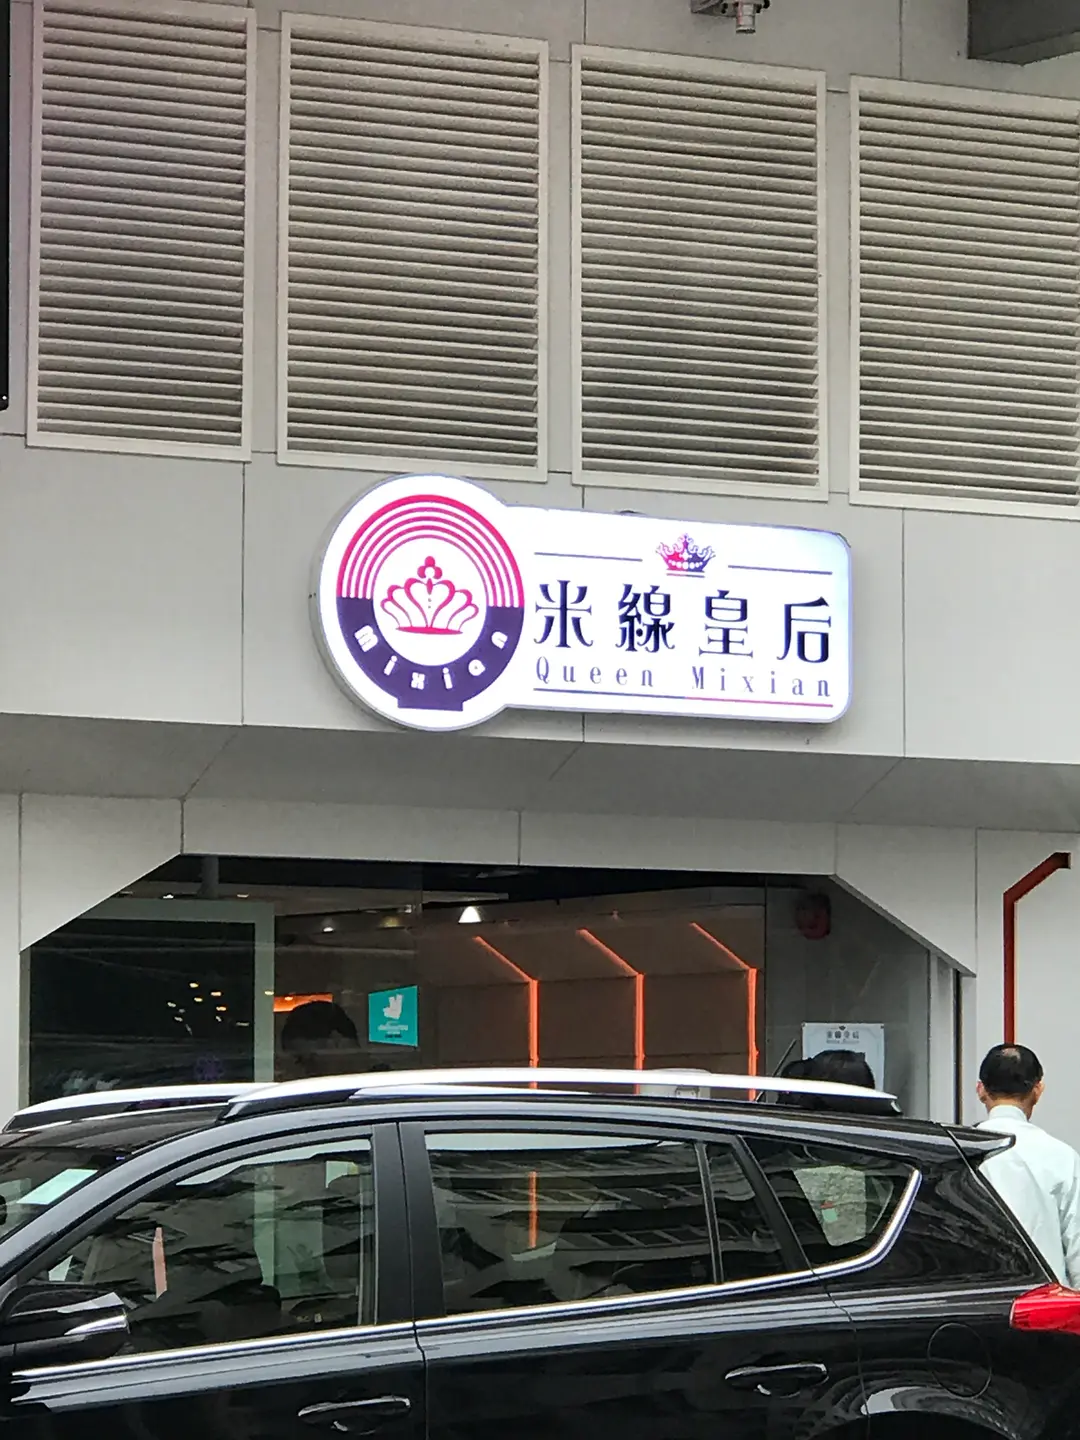 mixian
米線皇后
Queen Mixian